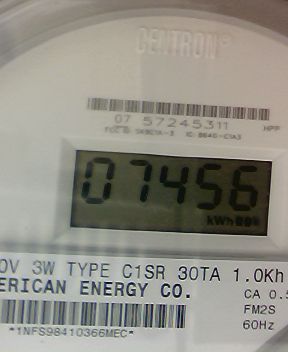 CENTRON®
07 57245311
HPP
07456
kWh
0V 3W TYPE C1SR 30TA 1.0Kh
ERICAN ENERGY CO.
CA 0.5
FM2S
60Hz
*1NFS98410366MEC*